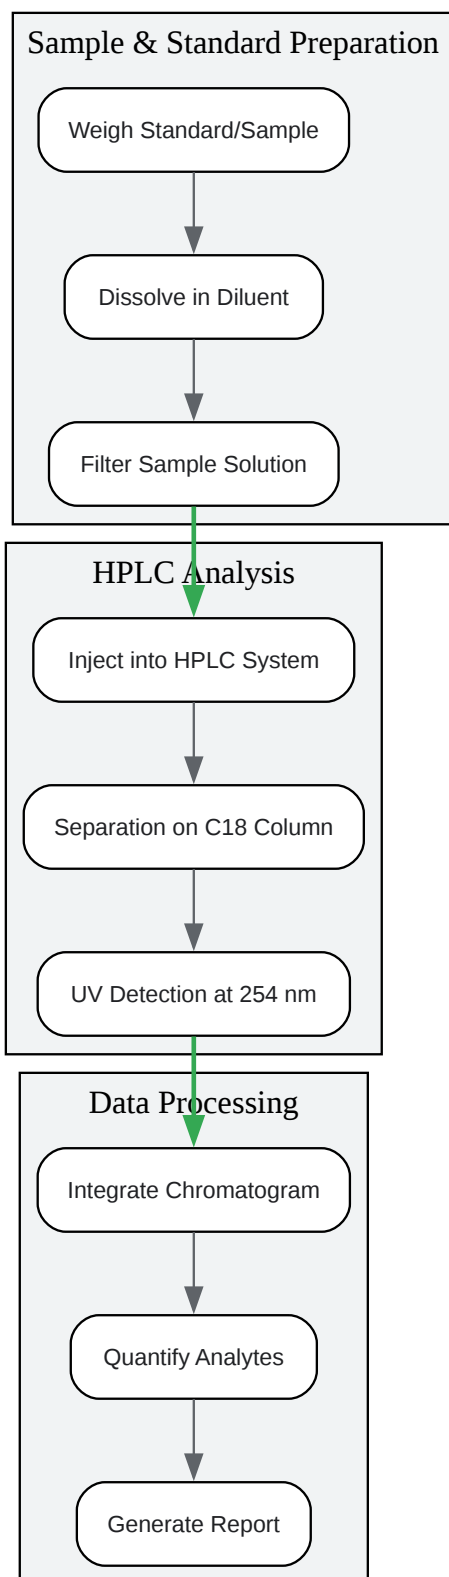 Sample & Standard Preparation
Weigh Standard/Sample
Dissolve in Diluent
Filter Sample Solution
HPLC Analysis
Inject into HPLC System
Separation on C18 Column
UV Detection at 254 nm
Data Processing
Integrate Chromatogram
Quantify Analytes
Generate Report